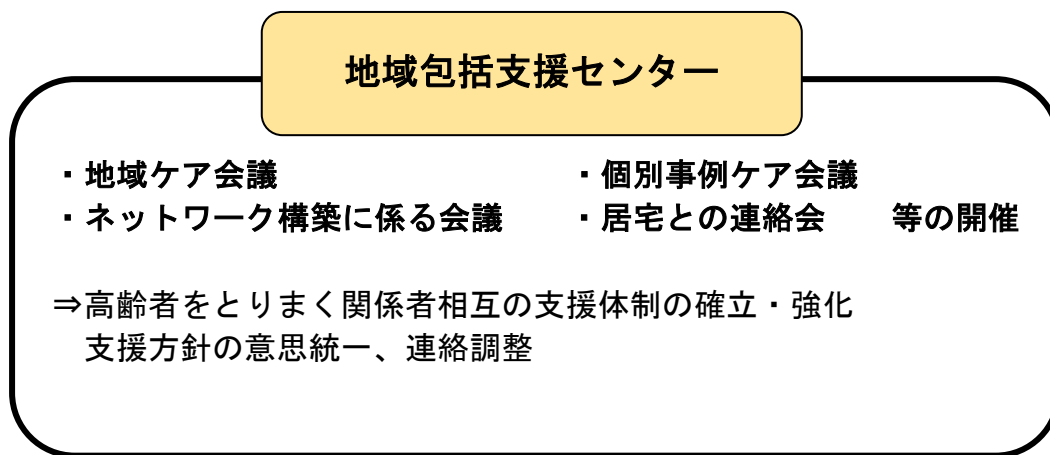 地域包括支援センター
・地域ケア会議　　　　　　　・個別事例ケア会議
・ネットワーク構築に係る会議　　・居宅との連絡会　　等の開催
⇒高齢者をとりまく関係者相互の支援体制の確立・強化
支援方針の意思統一、連絡調整